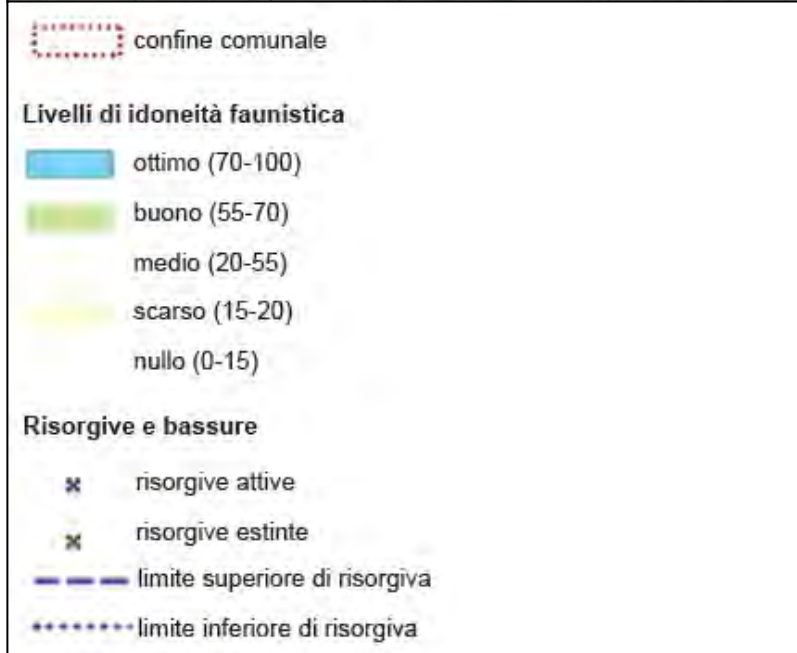 confine comunale
Livelli di idoneità faunistica
ottimo (70-100)
buono (55-70)
medio (20-55)
scarso (15-20)
nullo (0-15)
Risorgive e bassure
risorgive attive
risorgive estinte
limite superiore di risorgiva
limite inferiore di risorgiva